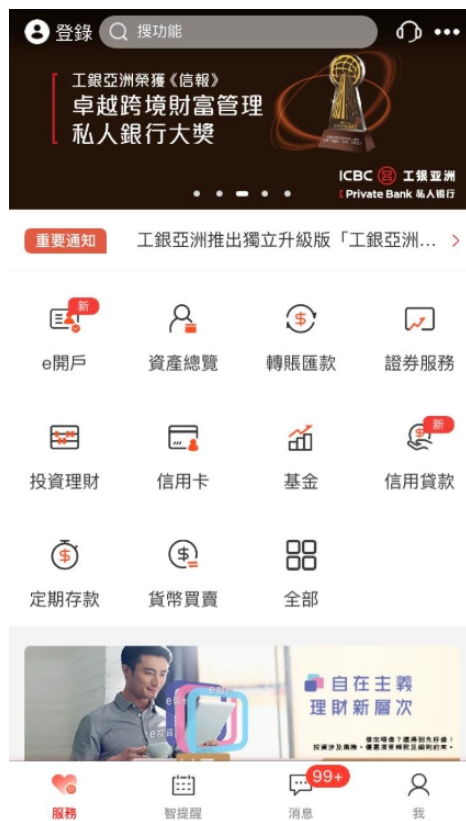 登錄
搜功能
工銀亞洲榮獲《信報》
卓越跨境財富管理
私人銀行大獎
ICBC 工银亚洲
Private Bank 私人银行
重要通知
工銀亞洲推出獨立升級版「工銀亞洲...
新
e開戶 資產總覽 轉賬匯款 證券服務
新
投資理財 信用卡 基金 信用貸款
定期存款 貨幣買賣 全部
自在主義
理財新層次
99+
服務 智提醒 消息 我